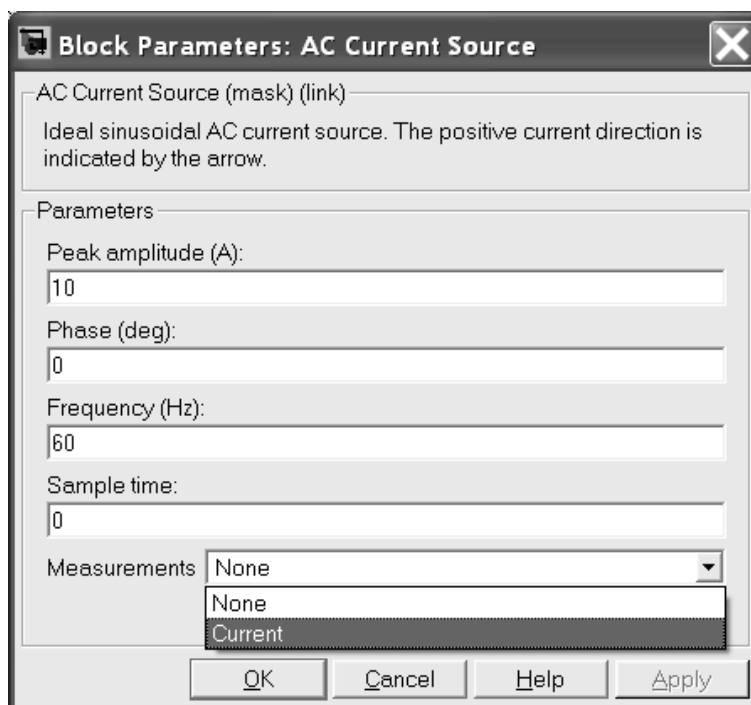 Block Parameters: AC Current Source
AC Current Source (mask) (link)
Ideal sinusoidal AC current source. The positive current direction is
indicated by the arrow.
Parameters
Peak amplitude (A):
10
Phase (deg):
0
Frequency (Hz):
60
Sample time:
0
Measurements None
None
Current
OK Cancel Help Apply